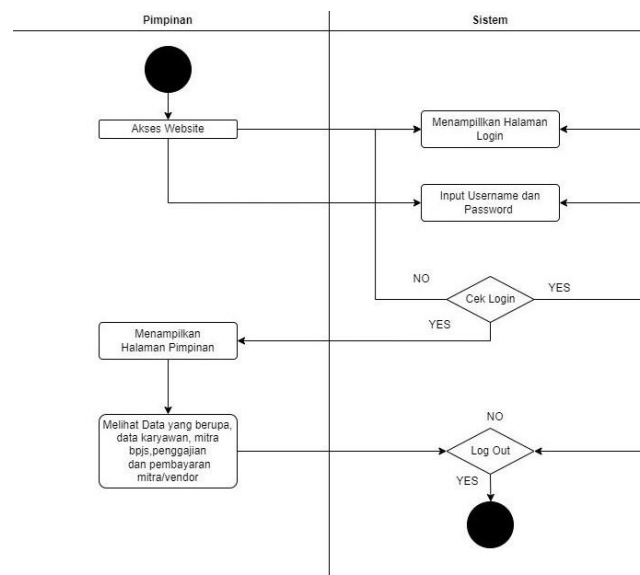 Pimpinan
Sistem
Akses Website
Menampillkan Halaman
Login
Input Username dan
Password
NO
Cek Login
YES
YES
Menampilkan
Halaman Pimpinan
Melihat Data yang berupa,
data karyawan, mitra
bpjs,penggajian
dan pembayaran
mitra/vendor
NO
Log Out
YES